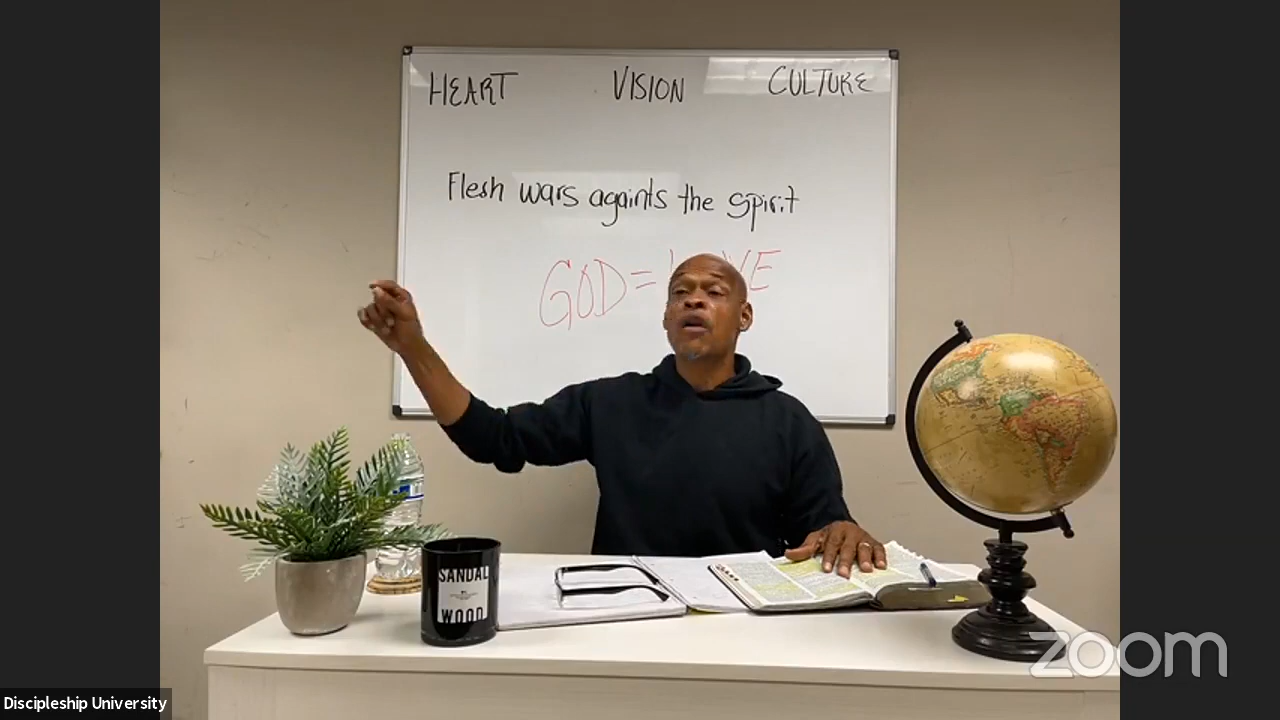 HEART VISION CULTURE
Flesh wars againts the spirit
GOD =
SANDAL
WOOD
zoom
Discipleship University